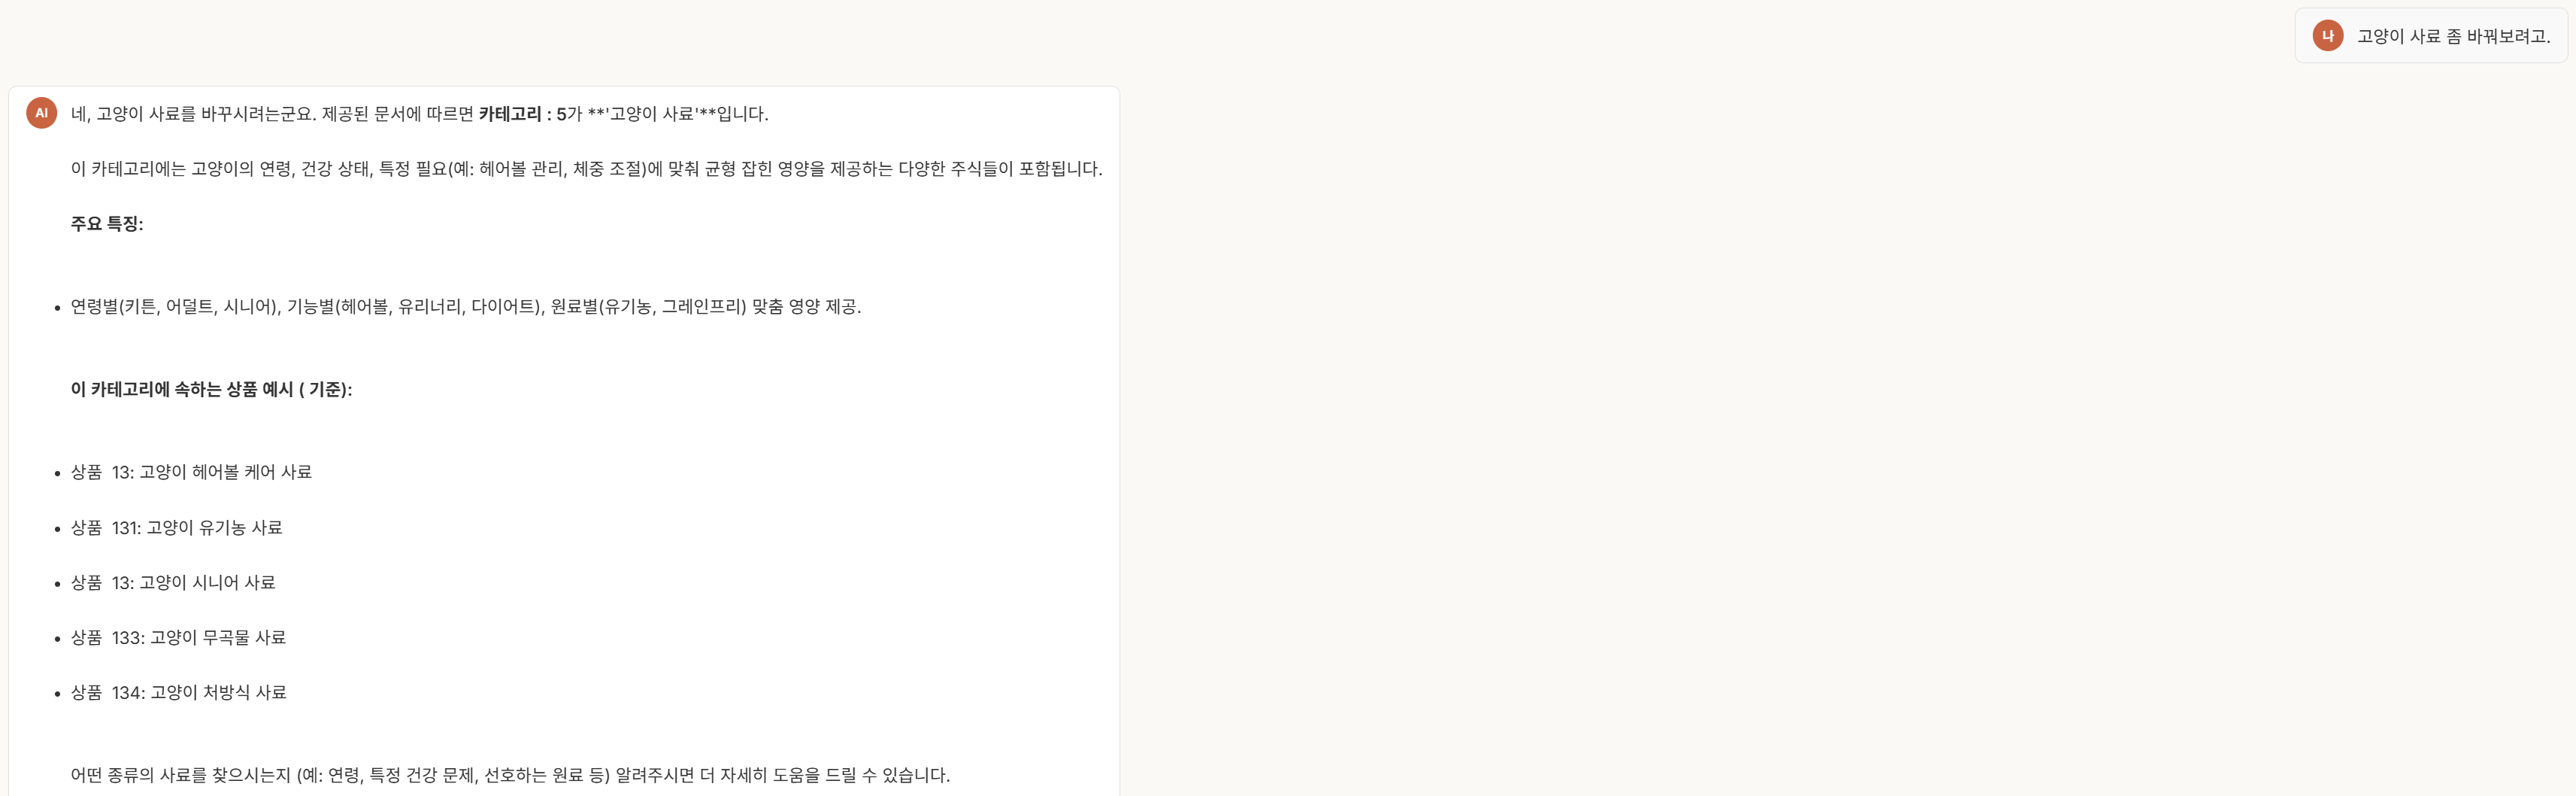 나 고양이 사료 좀 바꿔보려고.
AI 네, 고양이 사료를 바꾸시려는군요. 제공된 문서에 따르면 카테고리 : 5가 **'고양이 사료'**입니다.
이 카테고리에는 고양이의 연령, 건강 상태, 특정 필요(예: 헤어볼 관리, 체중 조절)에 맞춰 균형 잡힌 영양을 제공하는 다양한 주식들이 포함됩니다.
주요 특징:
• 연령별(키튼, 어덜트, 시니어), 기능별(헤어볼, 유리너리, 다이어트), 원료별(유기농, 그레인프리) 맞춤 영양 제공.
이 카테고리에 속하는 상품 예시 ( 기준):
• 상품  13: 고양이 헤어볼 케어 사료
• 상품  131: 고양이 유기농 사료
• 상품  13: 고양이 시니어 사료
• 상품  133: 고양이 무곡물 사료
• 상품  134: 고양이 처방식 사료
어떤 종류의 사료를 찾으시는지 (예: 연령, 특정 건강 문제, 선호하는 원료 등) 알려주시면 더 자세히 도움을 드릴 수 있습니다.